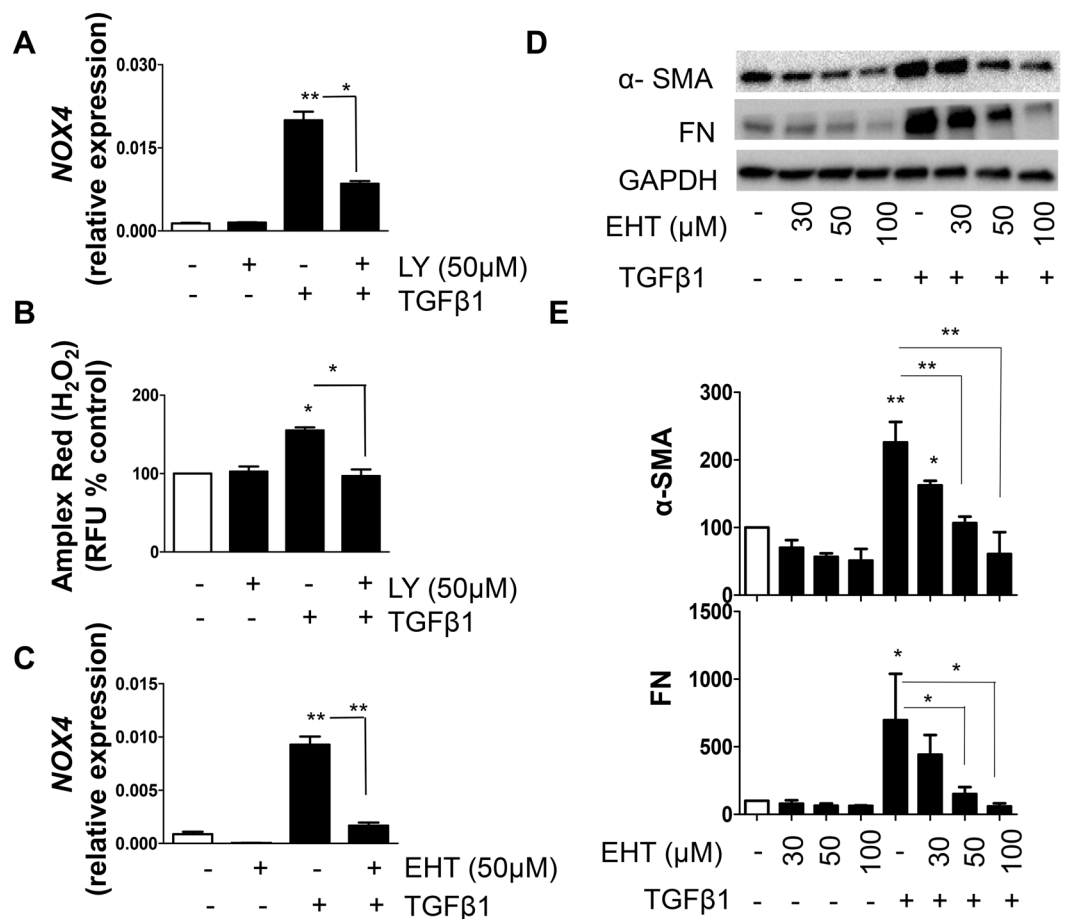 A
NOX4
(relative expression)
0.030
0.015
0.000
** *
- + - + LY (50µM)
- - + + TGFβ1
B
Amplex Red (H₂O₂)
(RFU % control)
200
100
0
*
*
- + - + LY (50µM)
- - + + TGFβ1
C
NOX4
(relative expression)
0.015
0.010
0.005
0.000
** **
- + - + EHT (50µM)
- - + + TGFβ1
D
α- SMA
FN
GAPDH
EHT (µM) - 30 50 100 - 30 50 100
TGFβ1 - - - - + + + +
E
α-SMA
300
200
100
0
**
**
**
*
FN
1500
1000
500
0
*
*
*
EHT (µM) - 30 50 100 - 30 50 100
TGFβ1 - - - - + + + +